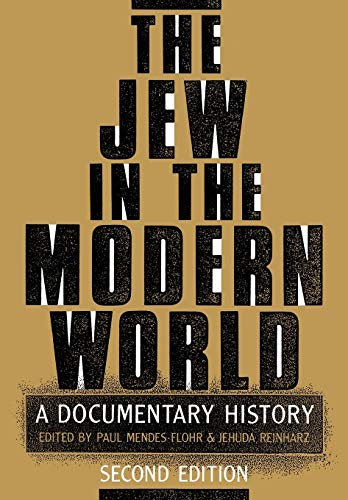 THE
JEW
IN THE
MODERN
WORLD
A DOCUMENTARY HISTORY
EDITED BY PAUL MENDES-FLOHR & JEHUDA REINHARZ
SECOND EDITION